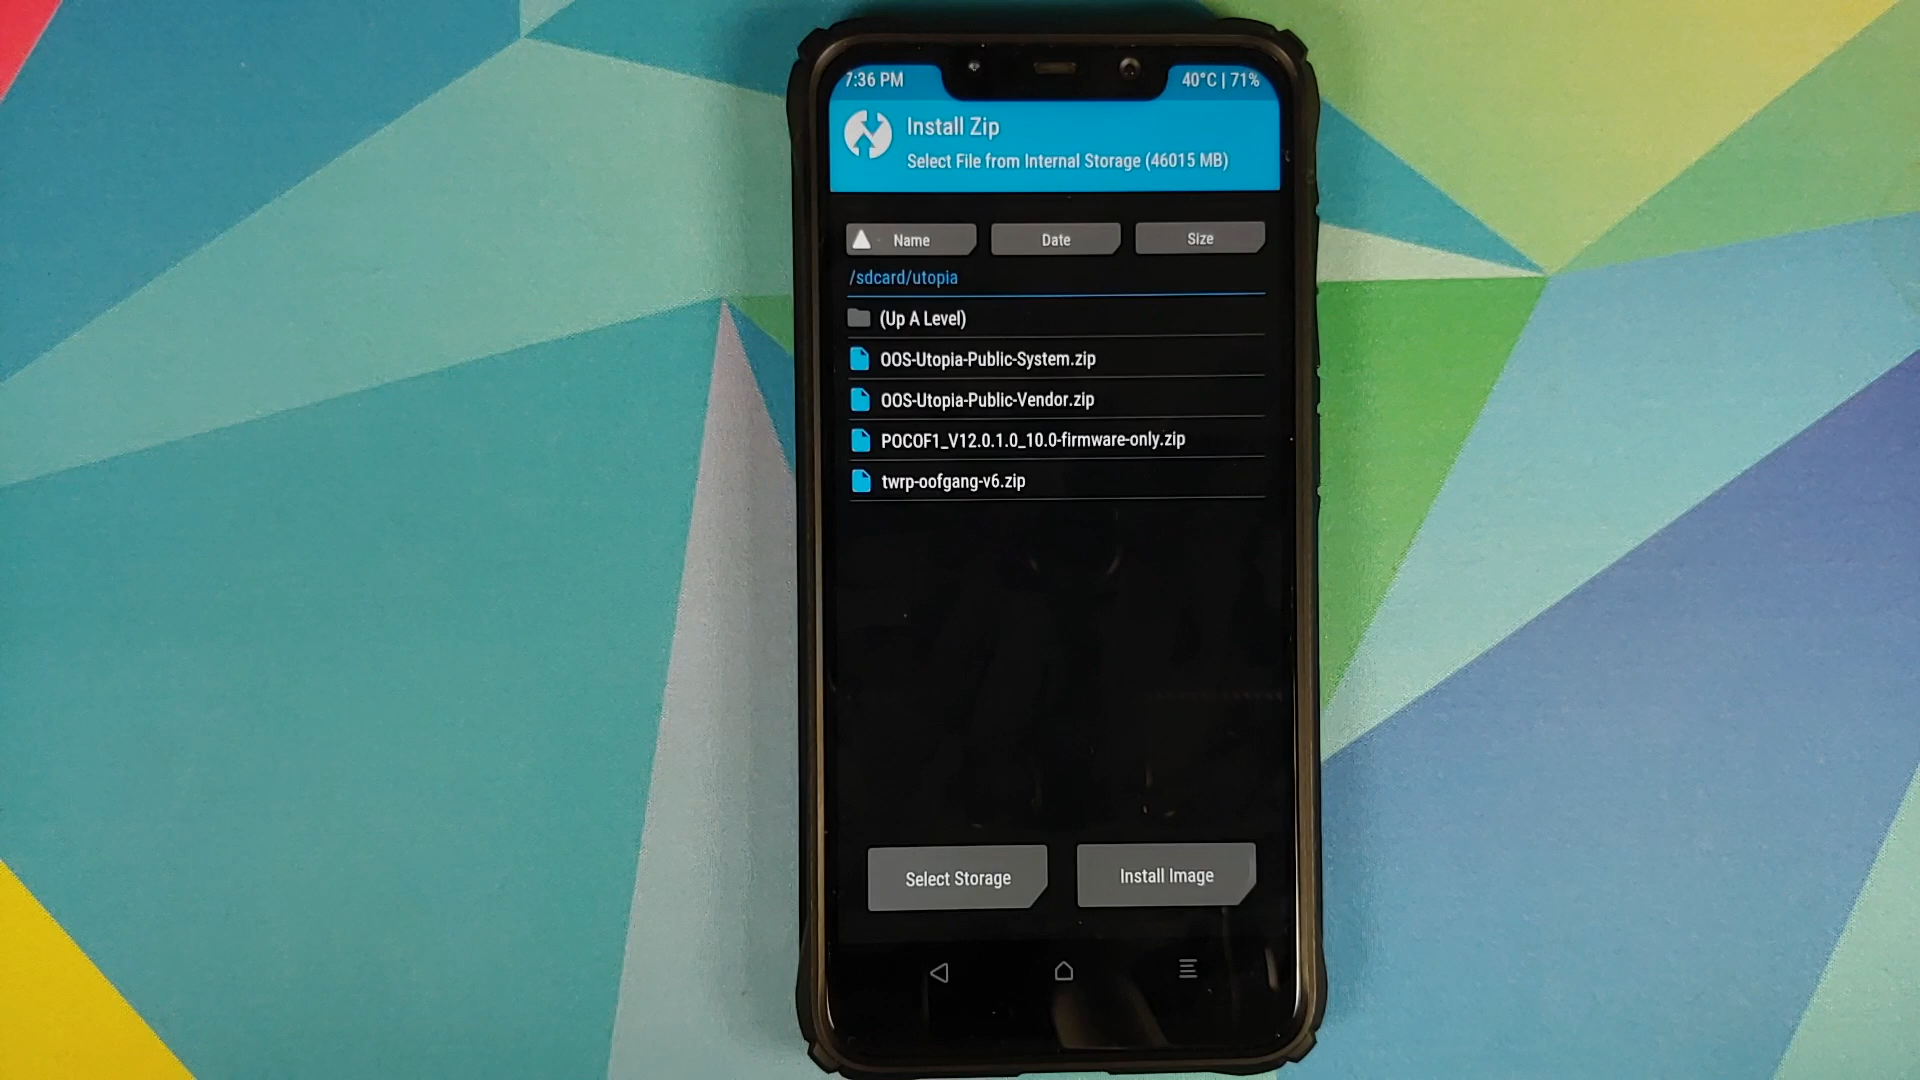 7:36 PM
40°C | 71%
Install Zip
Select File from Internal Storage (46015 MB)
Name
Date
Size
/sdcard/utopia
(Up A Level)
OOS-Utopia-Public-System.zip
OOS-Utopia-Public-Vendor.zip
POCOF1_V12.0.1.0_10.0-firmware-only.zip
twrp-oofgang-v6.zip
Select Storage
Install Image